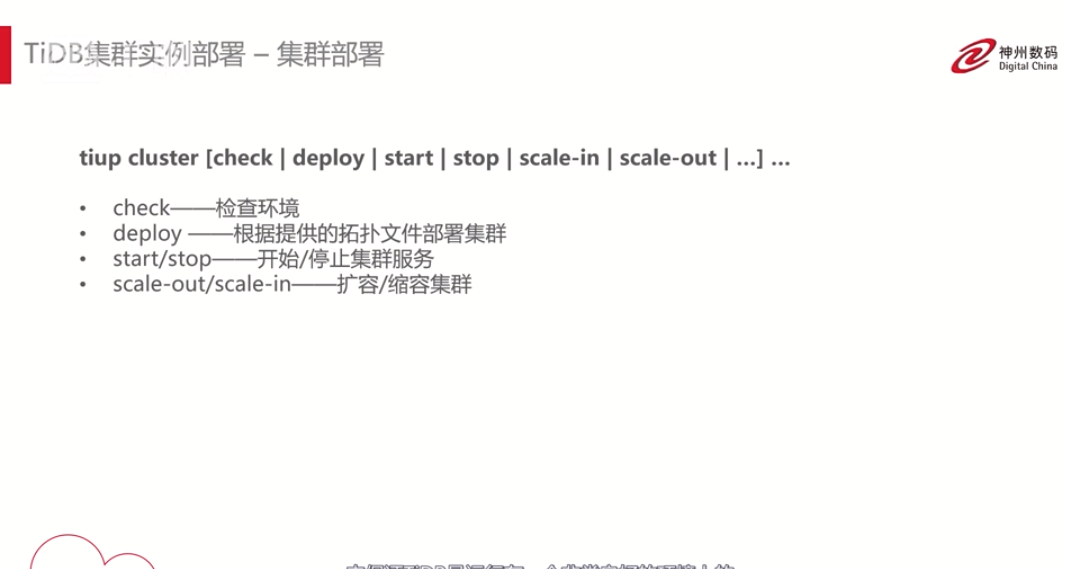 TiDB集群实例部署 – 集群部署
神州数码
Digital China
tiup cluster [check | deploy | start | stop | scale-in | scale-out | ...] ...
• check——检查环境
• deploy ——根据提供的拓扑文件部署集群
• start/stop——开始/停止集群服务
• scale-out/scale-in——扩容/缩容集群